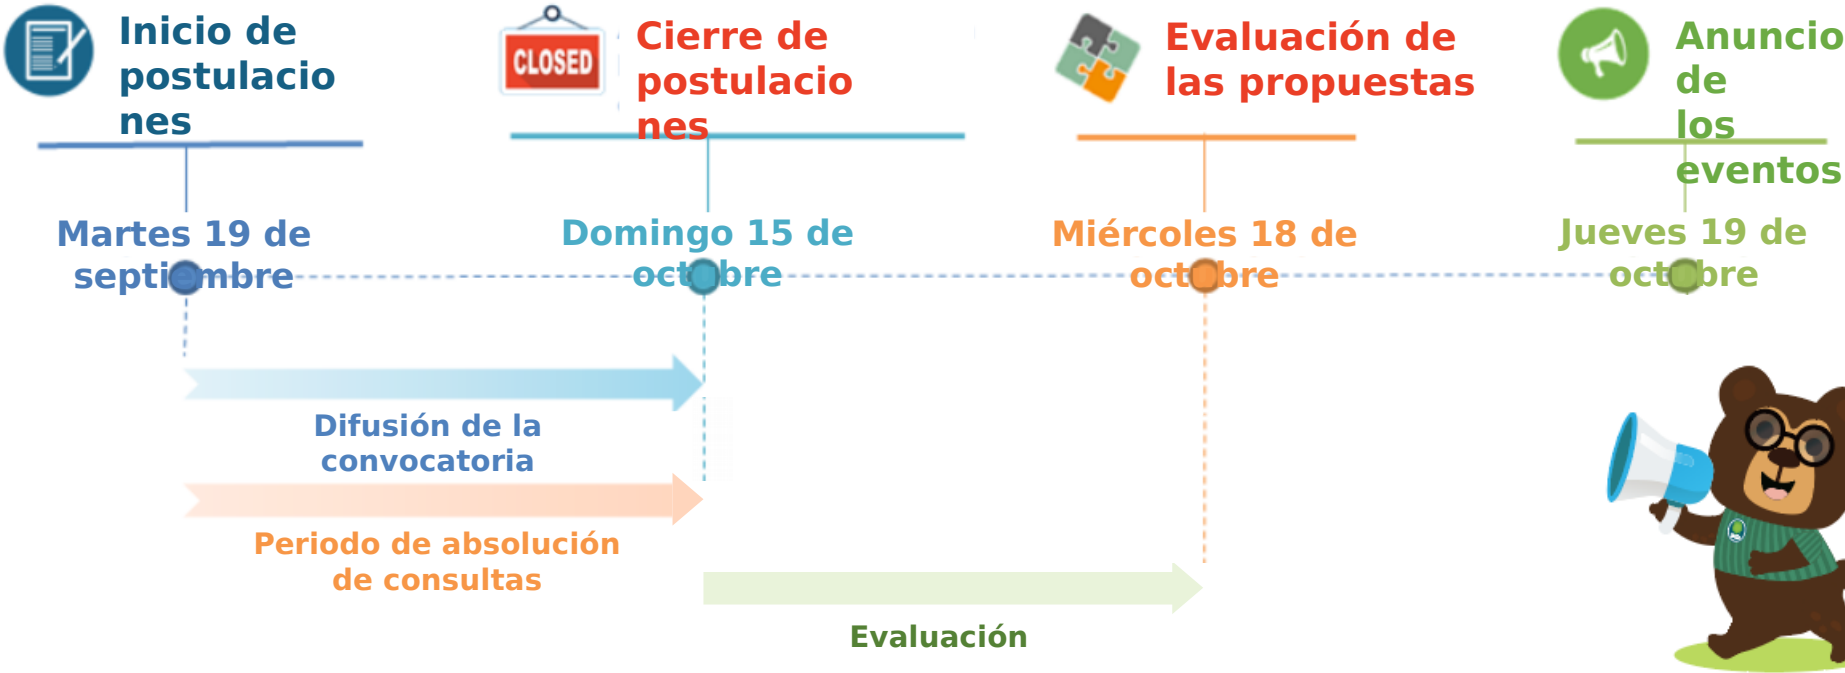 Inicio de
postulacio
nes
CLOSED
Cierre de
postulacio
nes
Evaluación de
las propuestas
Anuncio
de
los
eventos
Martes 19 de
septiembre
Domingo 15 de
octubre
Miércoles 18 de
octubre
Jueves 19 de
octubre
Difusión de la
convocatoria
Periodo de absolución
de consultas
Evaluación